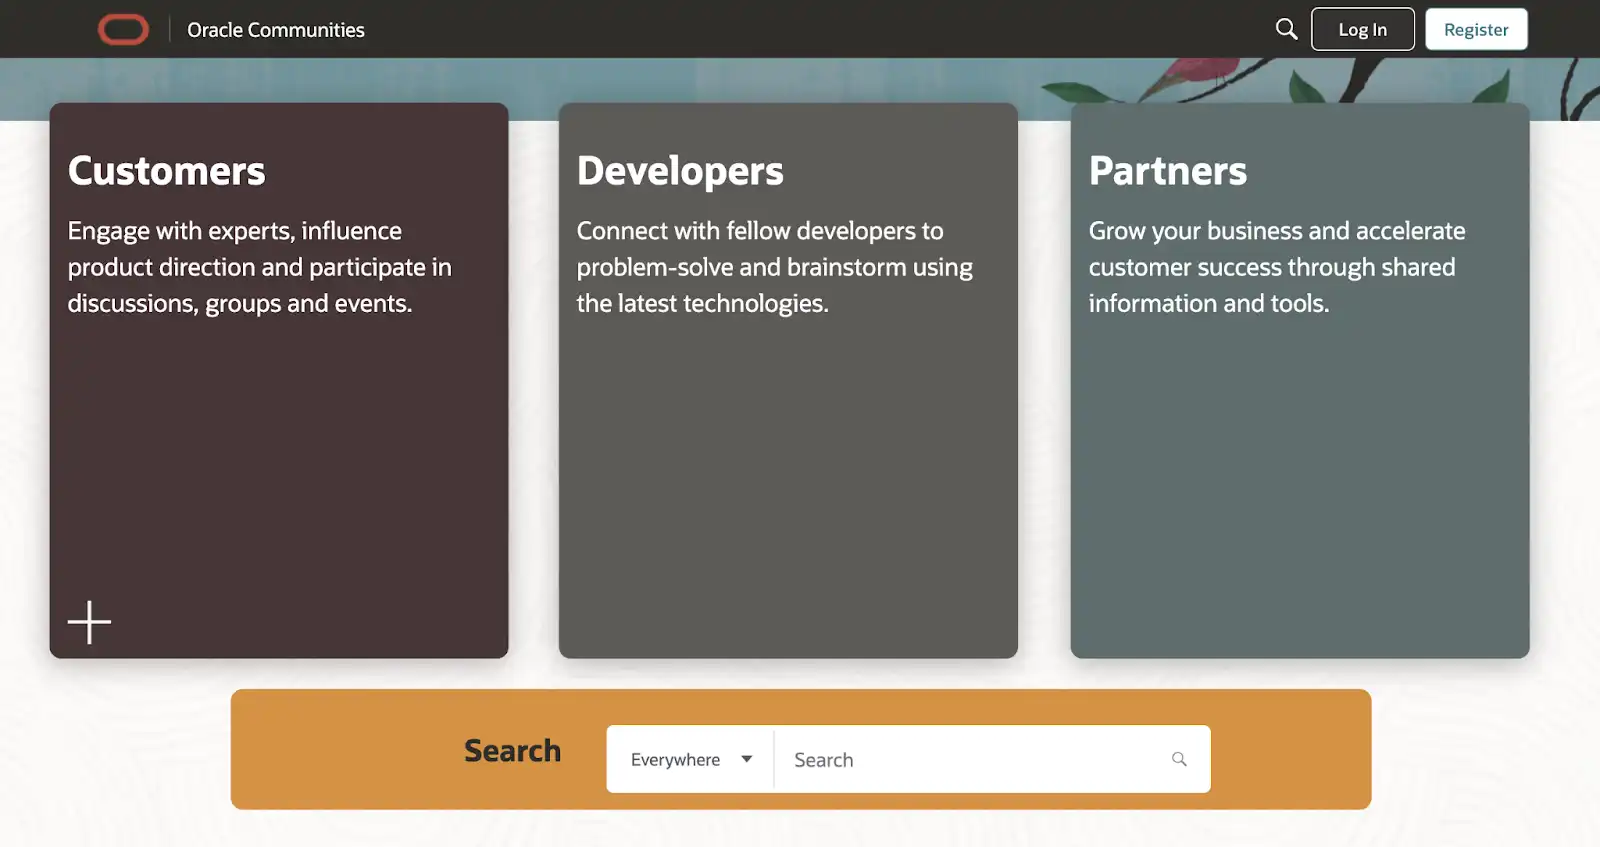 Oracle Communities
Log In
Register
Customers
Engage with experts, influence
product direction and participate in
discussions, groups and events.
Developers
Connect with fellow developers to
problem-solve and brainstorm using
the latest technologies.
Partners
Grow your business and accelerate
customer success through shared
information and tools.
Search
Everywhere
Search